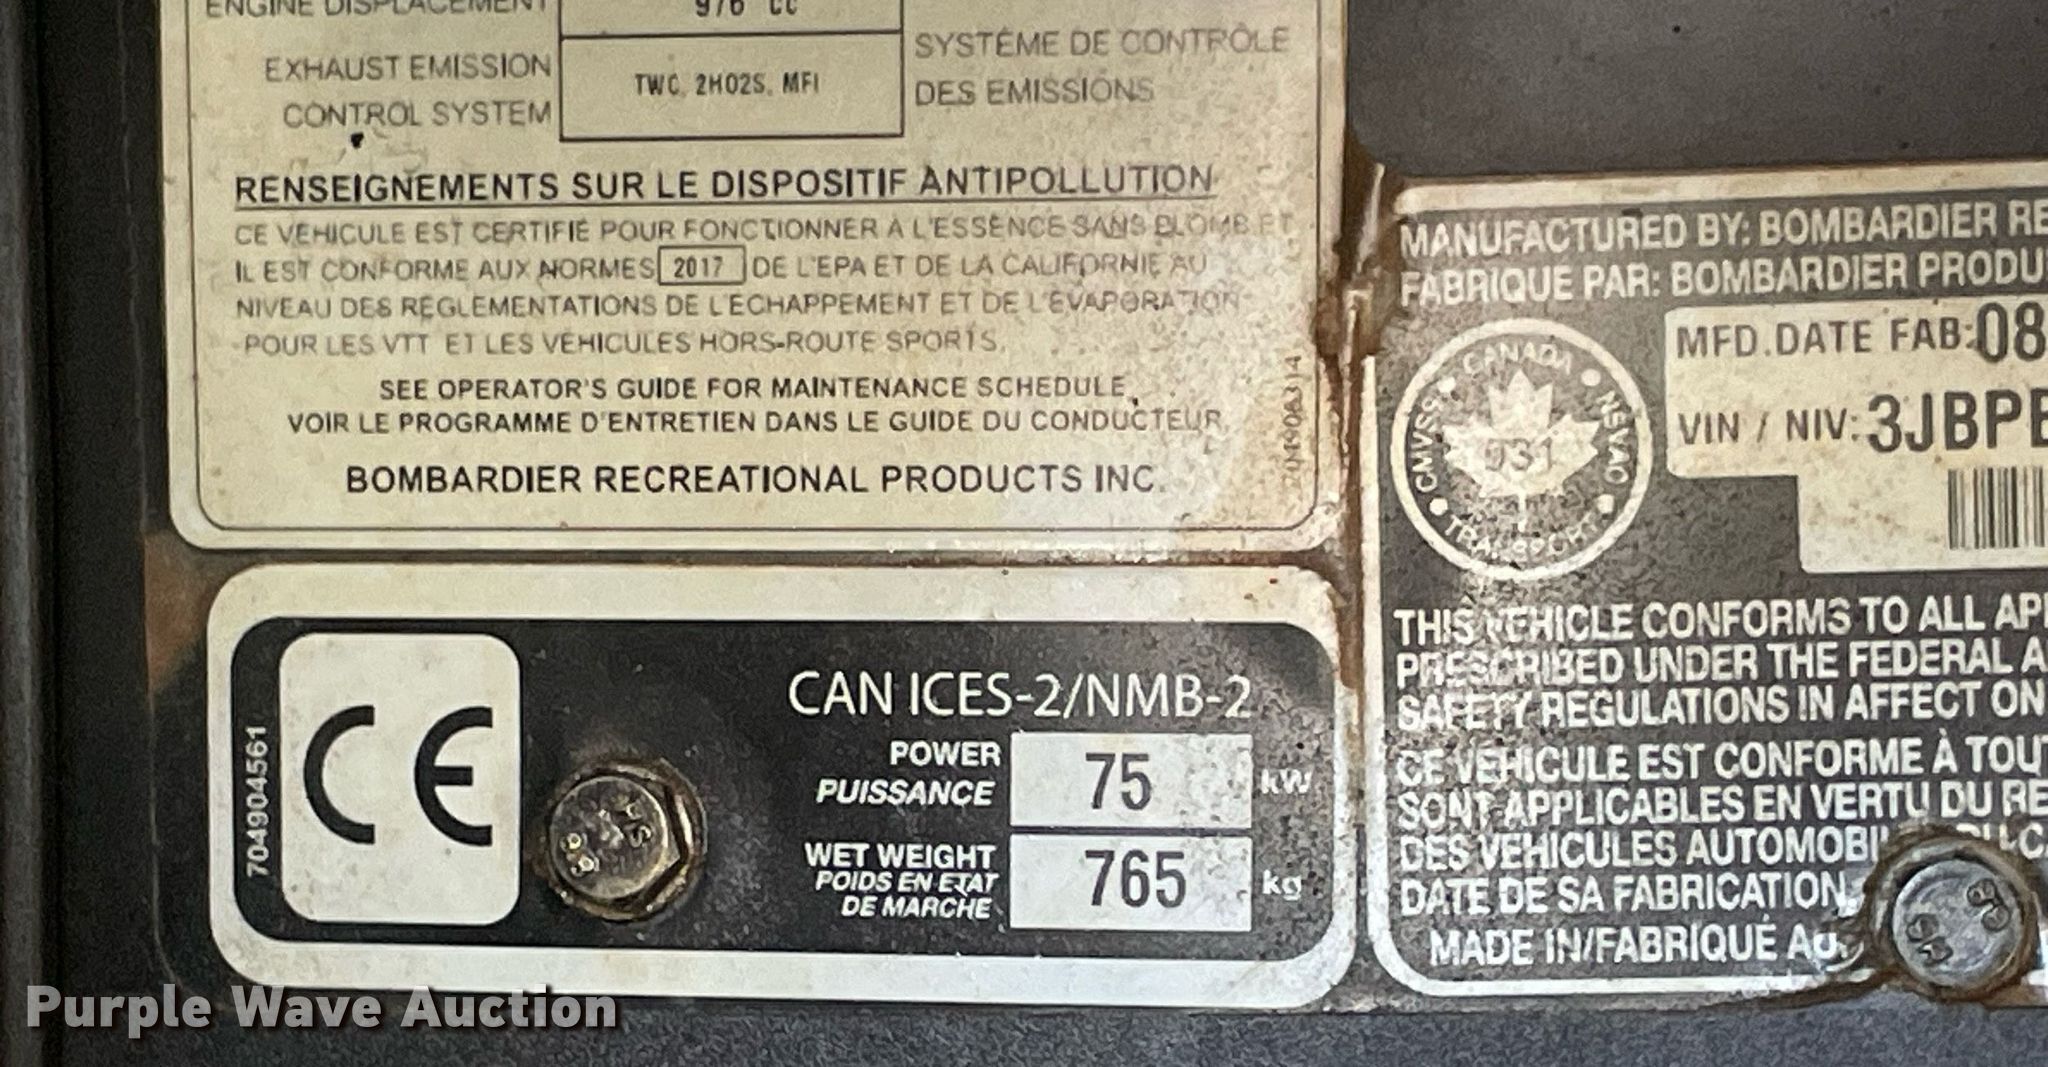 ENGINE DISPLACEMENT 976 CC
EXHAUST EMISSION CONTROL SYSTEM
TWC, 2HO2S, MFI
SYSTÈME DE CONTRÔLE DES EMISSIONS
RENSEIGNEMENTS SUR LE DISPOSITIF ANTIPOLLUTION
CE VEHICULE EST CERTIFIÉ POUR FONCTIONNER À L'ESSENCE SANS PLOMB ET
IL EST CONFORME AUX NORMES 2017 DE L'EPA ET DE LA CALIFORNIE AU
NIVEAU DES RÉGLEMENTATIONS DE L'ECHAPPEMENT ET DE L'EVAPORATION
POUR LES VTT ET LES VEHICULES HORS-ROUTE SPORTS.
SEE OPERATOR'S GUIDE FOR MAINTENANCE SCHEDULE.
VOIR LE PROGRAMME D'ENTRETIEN DANS LE GUIDE DU CONDUCTEUR.
BOMBARDIER RECREATIONAL PRODUCTS INC.
704906314
704904561
CE
CAN ICES-2/NMB-2
POWER
PUISSANCE
75 kW
WET WEIGHT
POIDS EN ETAT
DE MARCHE
765 kg
MANUFACTURED BY: BOMBARDIER RE
FABRIQUE PAR: BOMBARDIER PRODU
MFD.DATE FAB:08
VIN / NIV:3JBPE
CANADA
CMVSS 931 NSVAC
TRANSPORT
THIS VEHICLE CONFORMS TO ALL APP
PRESCRIBED UNDER THE FEDERAL A
SAFETY REGULATIONS IN AFFECT ON
CE VEHICULE EST CONFORME À TOUT
SONT APPLICABLES EN VERTU DU RE
DES VEHICULES AUTOMOBI
DATE DE SA FABRICATION.
MADE IN/FABRIQUÉ AU
Purple Wave Auction